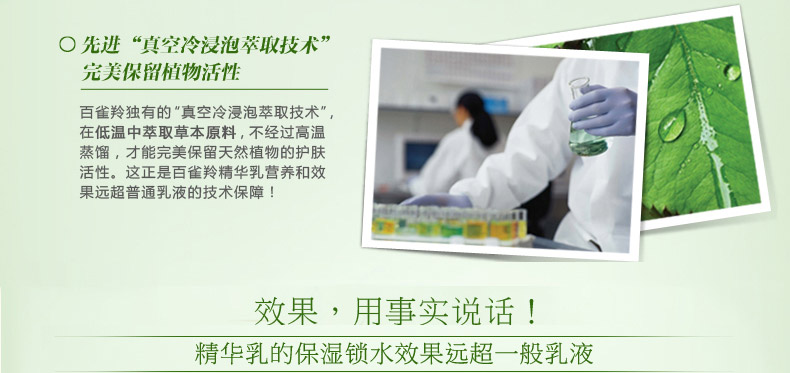 先进“真空冷浸泡萃取技术”
完美保留植物活性
百雀羚独有的“真空冷浸泡萃取技术”，
在低温中萃取草本原料，不经过高温
蒸馏，才能完美保留天然植物的护肤
活性。这正是百雀羚精华乳营养和效
果远超普通乳液的技术保障！
效果，用事实说话！
精华乳的保湿锁水效果远超一般乳液